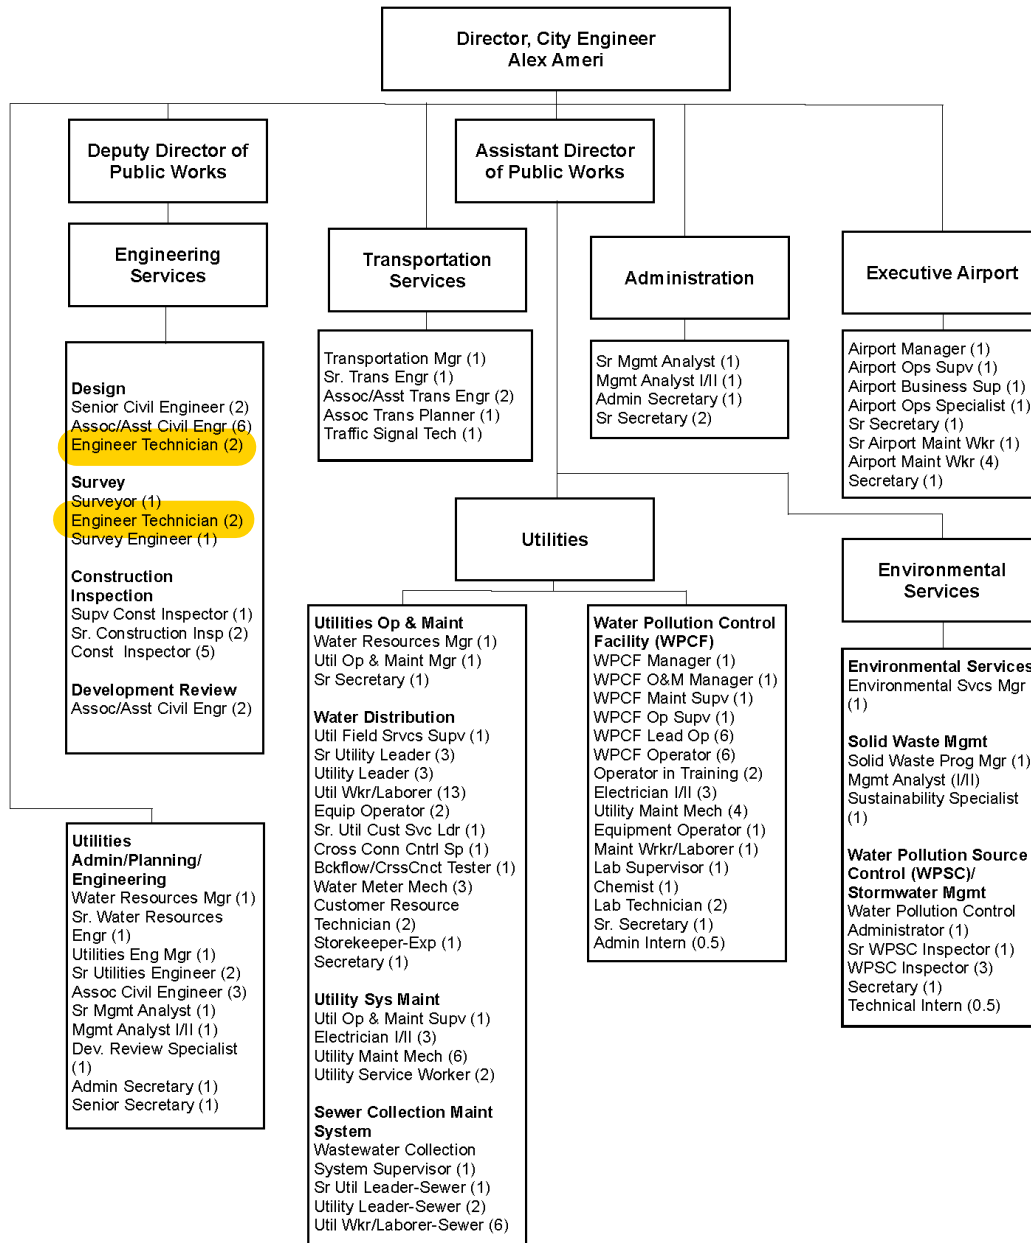 Director, City Engineer
Alex Ameri
Deputy Director of
Public Works
Assistant Director
of Public Works
Engineering
Services
Transportation
Services
Administration
Executive Airport
Design
Senior Civil Engineer (2)
Assoc/Asst Civil Engr (6)
Engineer Technician (2)
Survey
Surveyor (1)
Engineer Technician (2)
Survey Engineer (1)
Construction
Inspection
Supv Const Inspector (1)
Sr. Construction Insp (2)
Const Inspector (5)
Development Review
Assoc/Asst Civil Engr (2)
Transportation Mgr (1)
Sr. Trans Engr (1)
Assoc/Asst Trans Engr (2)
Assoc Trans Planner (1)
Traffic Signal Tech (1)
Sr Mgmt Analyst (1)
Mgmt Analyst I/II (1)
Admin Secretary (1)
Sr Secretary (2)
Airport Manager (1)
Airport Ops Supv (1)
Airport Business Sup (1)
Airport Ops Specialist (1)
Sr Secretary (1)
Sr Airport Maint Wkr (1)
Airport Maint Wkr (4)
Secretary (1)
Utilities
Environmental
Services
Utilities
Admin/Planning/
Engineering
Water Resources Mgr (1)
Sr. Water Resources
Engr (1)
Utilities Eng Mgr (1)
Sr Utilities Engineer (2)
Assoc Civil Engineer (3)
Sr Mgmt Analyst (1)
Mgmt Analyst I/II (1)
Dev. Review Specialist
(1)
Admin Secretary (1)
Senior Secretary (1)
Utilities Op & Maint
Water Resources Mgr (1)
Util Op & Maint Mgr (1)
Sr Secretary (1)
Water Distribution
Util Field Srvcs Supv (1)
Sr Utility Leader (3)
Utility Leader (3)
Util Wkr/Laborer (13)
Equip Operator (2)
Sr. Util Cust Svc Ldr (1)
Cross Conn Cntrl Sp (1)
Bckflow/CrssCnct Tester (1)
Water Meter Mech (3)
Customer Resource
Technician (2)
Storekeeper-Exp (1)
Secretary (1)
Utility Sys Maint
Util Op & Maint Supv (1)
Electrician I/II (3)
Utility Maint Mech (6)
Utility Service Worker (2)
Sewer Collection Maint
System
Wastewater Collection
System Supervisor (1)
Sr Util Leader-Sewer (1)
Utility Leader-Sewer (2)
Util Wkr/Laborer-Sewer (6)
Water Pollution Control
Facility (WPCF)
WPCF Manager (1)
WPCF O&M Manager (1)
WPCF Maint Supv (1)
WPCF Op Supv (1)
WPCF Lead Op (6)
WPCF Operator (6)
Operator in Training (2)
Electrician I/II (3)
Utility Maint Mech (4)
Equipment Operator (1)
Maint Wrkr/Laborer (1)
Lab Supervisor (1)
Chemist (1)
Lab Technician (2)
Sr. Secretary (1)
Admin Intern (0.5)
Environmental Services
Environmental Svcs Mgr
(1)
Solid Waste Mgmt
Solid Waste Prog Mgr (1)
Mgmt Analyst (I/II)
Sustainability Specialist
(1)
Water Pollution Source
Control (WPSC)/
Stormwater Mgmt
Water Pollution Control
Administrator (1)
Sr WPSC Inspector (1)
WPSC Inspector (3)
Secretary (1)
Technical Intern (0.5)